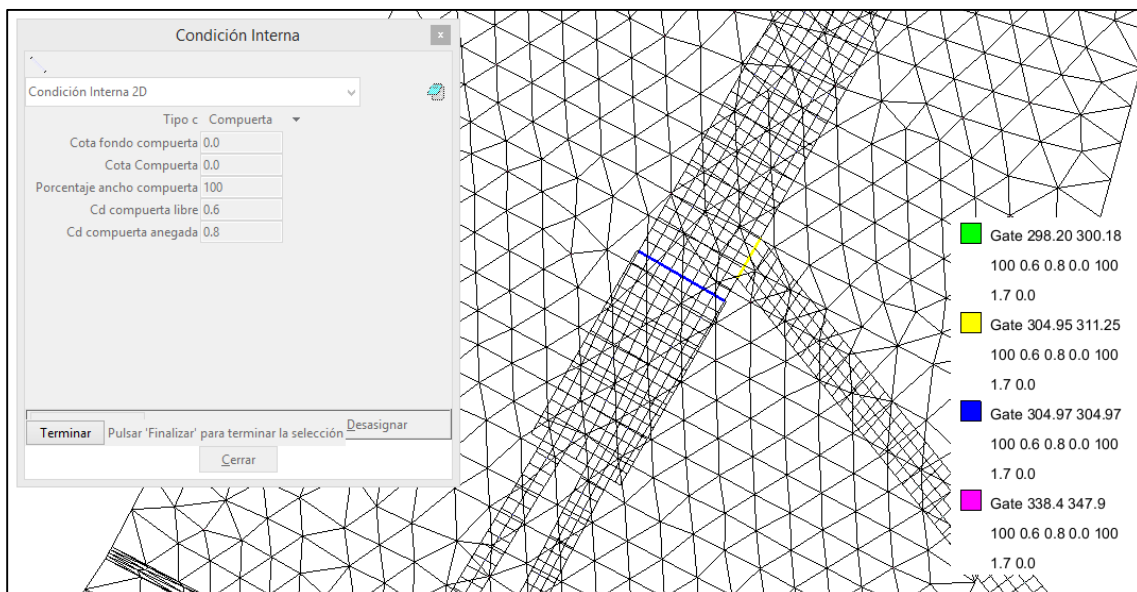 Condición Interna
x
Condición Interna 2D
Tipo c Compuerta
Cota fondo compuerta 0.0
Cota Compuerta 0.0
Porcentaje ancho compuerta 100
Cd compuerta libre 0.6
Cd compuerta anegada 0.8
Desasignar
Terminar Pulsar 'Finalizar' para terminar la selección
Cerrar
Gate 298.20 300.18
100 0.6 0.8 0.0 100
1.7 0.0
Gate 304.95 311.25
100 0.6 0.8 0.0 100
1.7 0.0
Gate 304.97 304.97
100 0.6 0.8 0.0 100
1.7 0.0
Gate 338.4 347.9
100 0.6 0.8 0.0 100
1.7 0.0